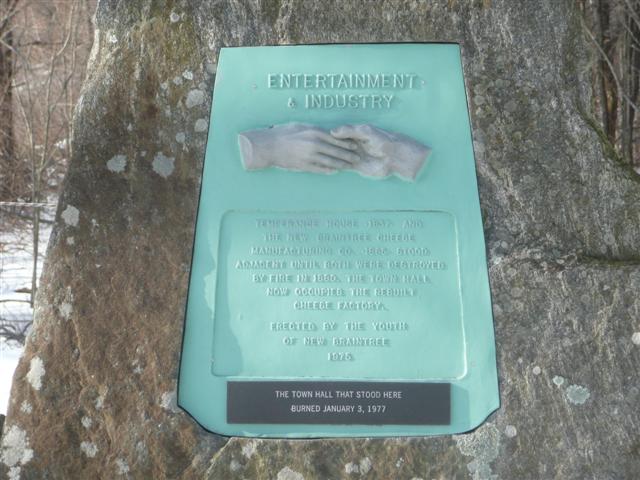 ENTERTAINMENT
& INDUSTRY
TEMPERANCE HOUSE 1837 AND
THE NEW BRAINTREE CHEESE
MANUFACTURING CO. 1865 STOOD
ADJACENT UNTIL BOTH WERE DESTROYED
BY FIRE IN 1880. THE TOWN HALL
NOW OCCUPIES THE REBUILT
CHEESE FACTORY.
ERECTED BY THE YOUTH
OF NEW BRAINTREE
1975
THE TOWN HALL THAT STOOD HERE
BURNED JANUARY 3, 1977